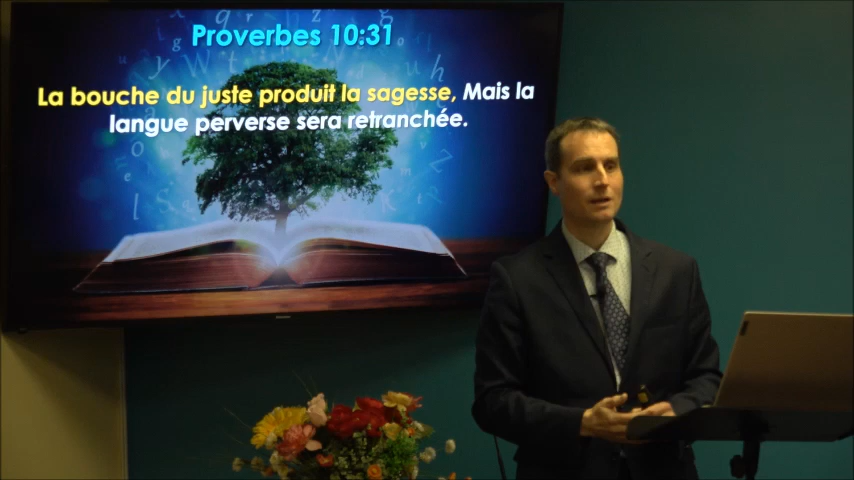 Proverbes 10:31
La bouche du juste produit la sagesse, Mais la
langue perverse sera retranchée.